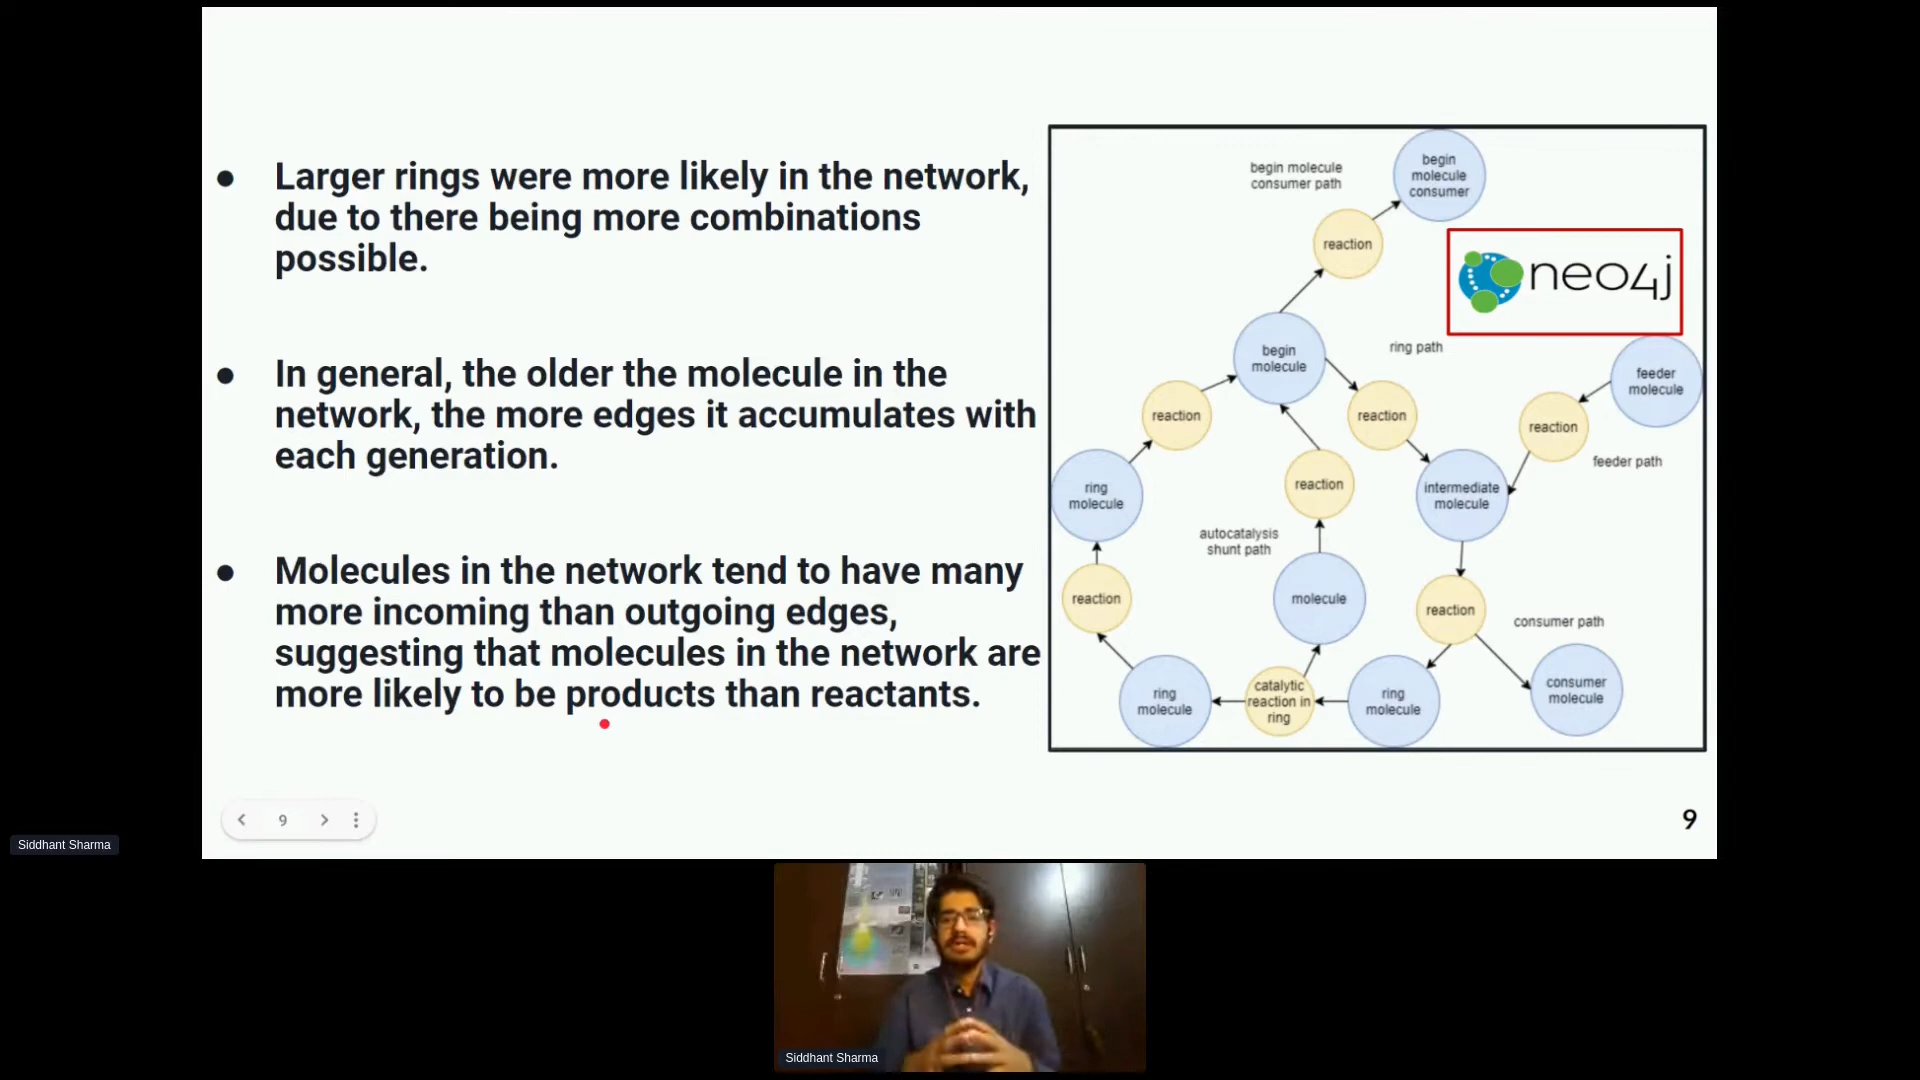 ● Larger rings were more likely in the network,
due to there being more combinations
possible.
● In general, the older the molecule in the
network, the more edges it accumulates with
each generation.
● Molecules in the network tend to have many
more incoming than outgoing edges,
suggesting that molecules in the network are
more likely to be products than reactants.
begin molecule
consumer path
begin
molecule
consumer
reaction
neo4j
begin
molecule
ring path
feeder
molecule
reaction
reaction
reaction
feeder path
ring
molecule
reaction
intermediate
molecule
autocatalysis
shunt path
reaction
molecule
reaction
consumer path
ring
molecule
catalytic
reaction in
ring
ring
molecule
consumer
molecule
9
9
Siddhant Sharma
Siddhant Sharma